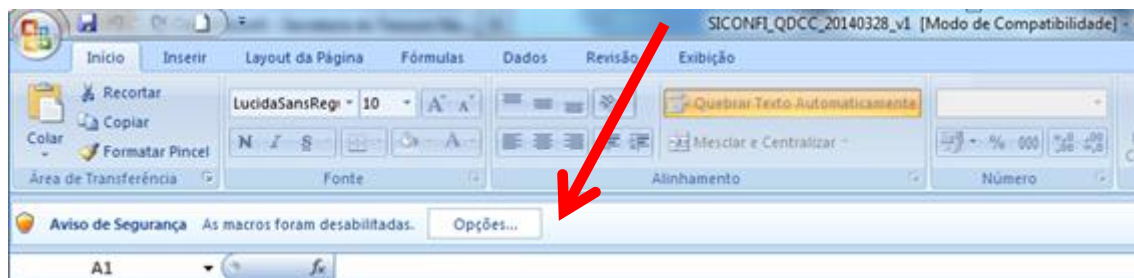 SICONFI_QDCC_20140328_v1 [Modo de Compatibilidade] -
Início Inserir Layout da Página Fórmulas Dados Revisão Exibição
Recortar
Copiar
Colar
Formatar Pincel
Área de Transferência
LucidaSansRegu 10 A A
N I S A
Fonte
Quebrar Texto Automaticamente
Mesclar e Centralizar
Alinhamento
% 000
Número
Aviso de Segurança As macros foram desabilitadas. Opções...
A1 fx